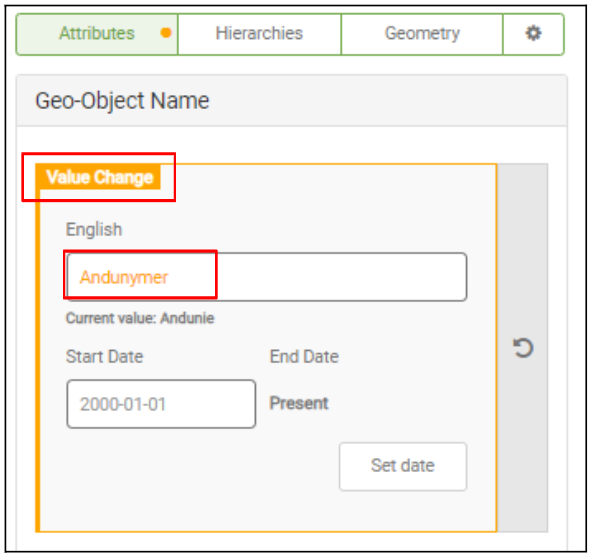 Attributes Hierarchies Geometry
Geo-Object Name
Value Change
English
Andunymer
Current value: Andunie
Start Date End Date
2000-01-01 Present
Set date